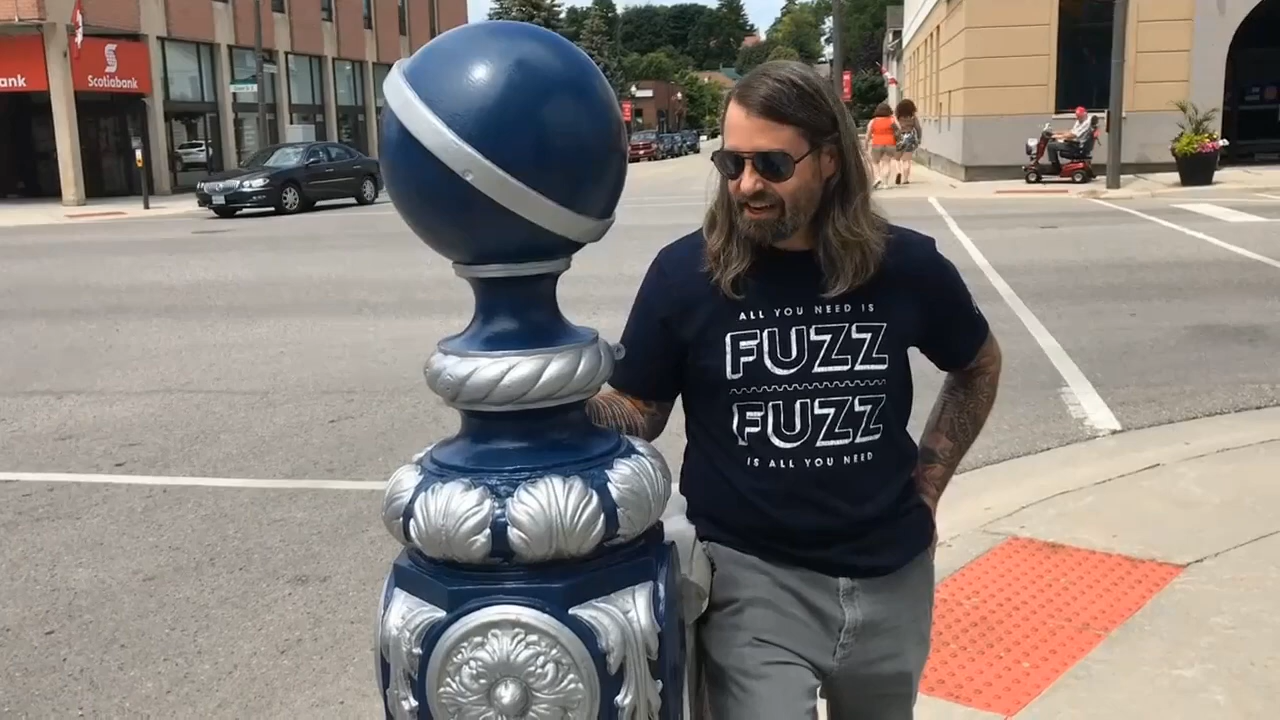 ank
Scotiabank
ALL YOU NEED IS
FUZZ
FUZZ
IS ALL YOU NEED